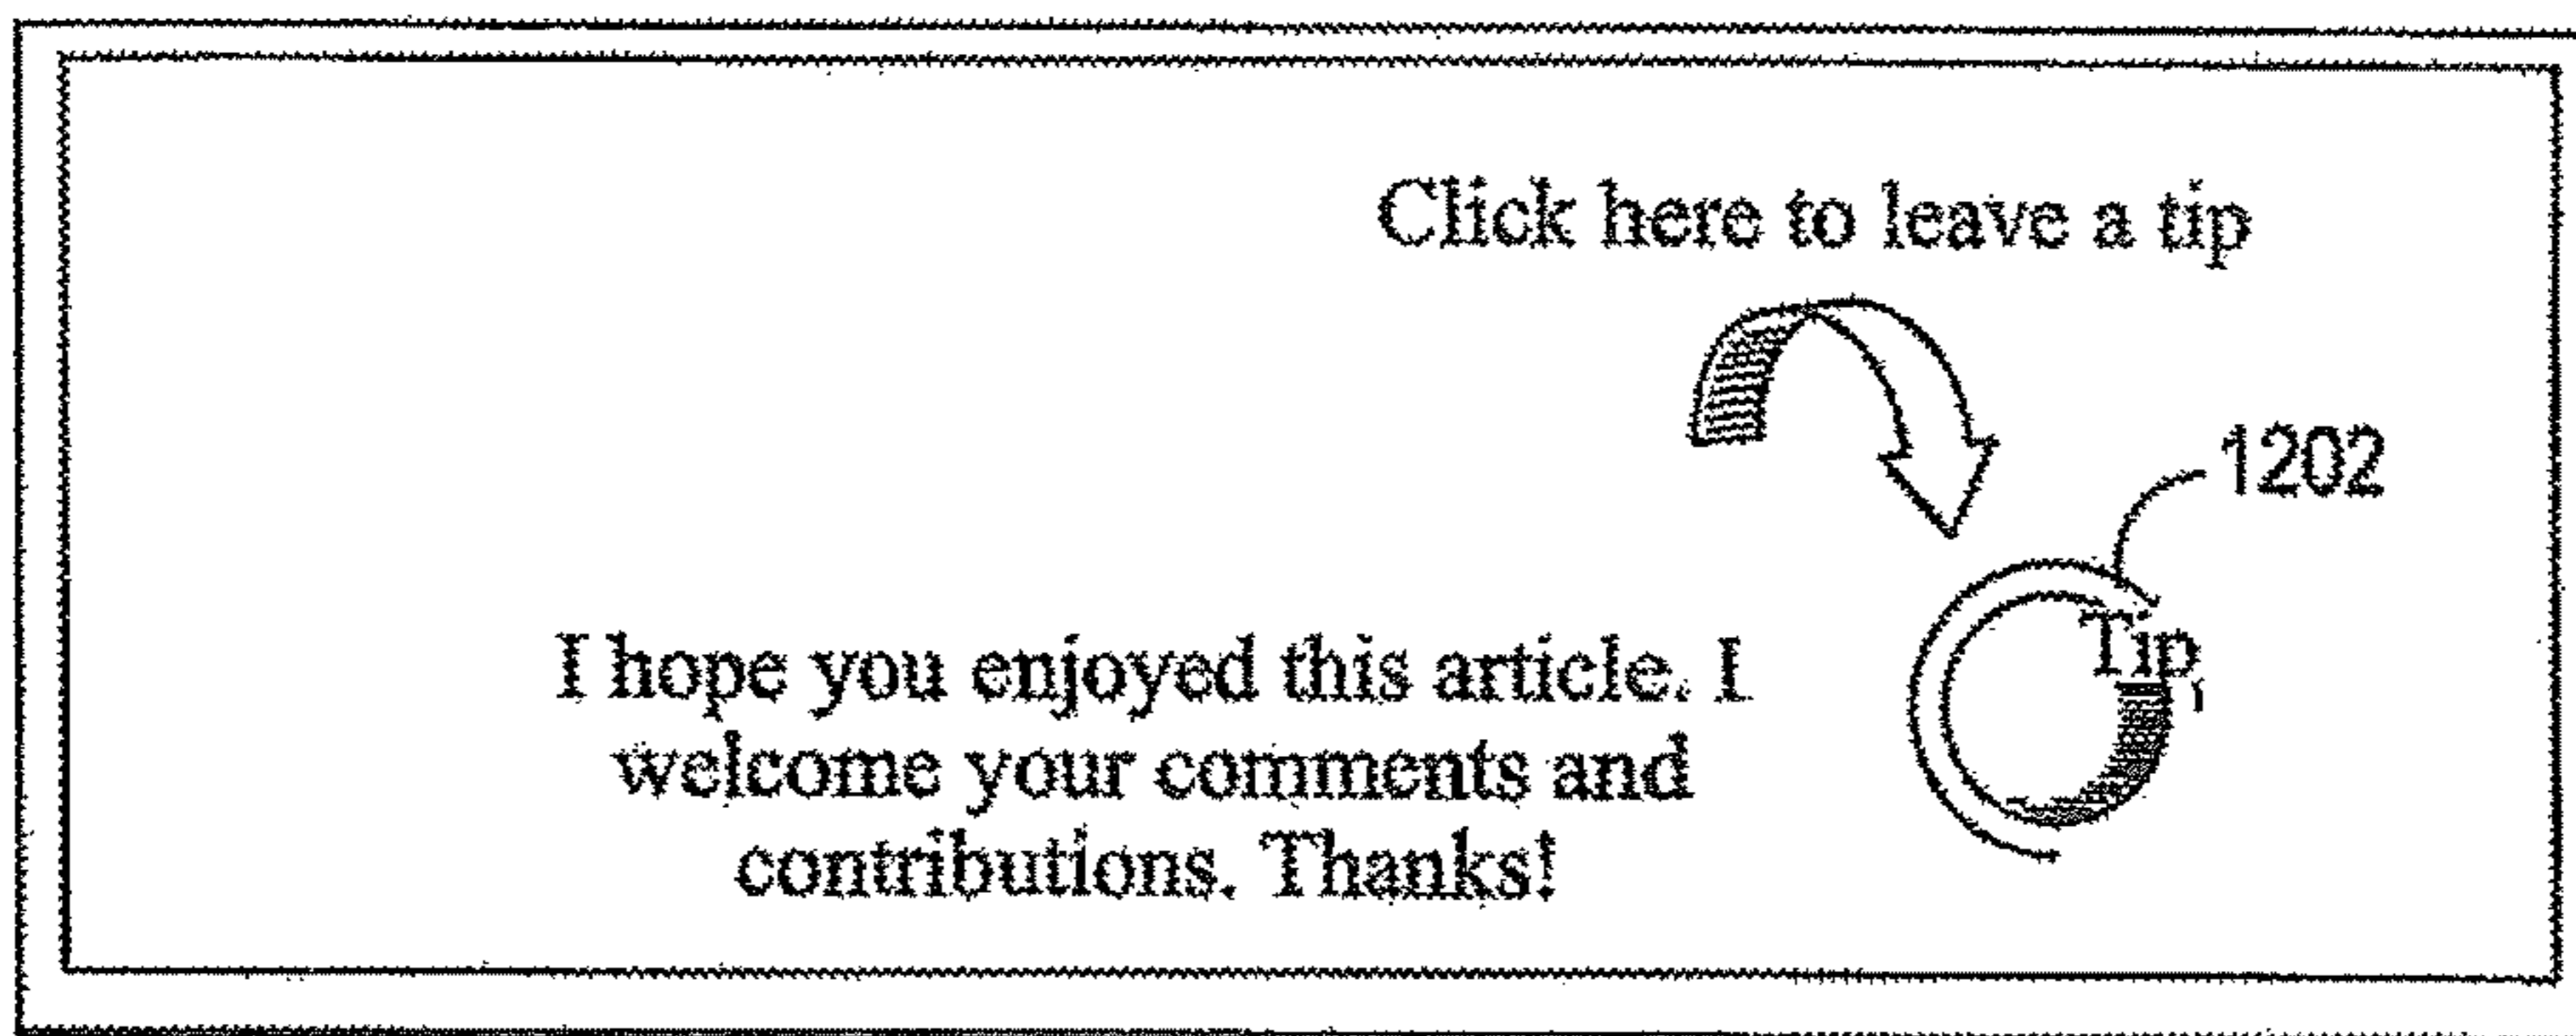 Click here to leave a tip
1202
Tip
I hope you enjoyed this article. I
welcome your comments and
contributions. Thanks!